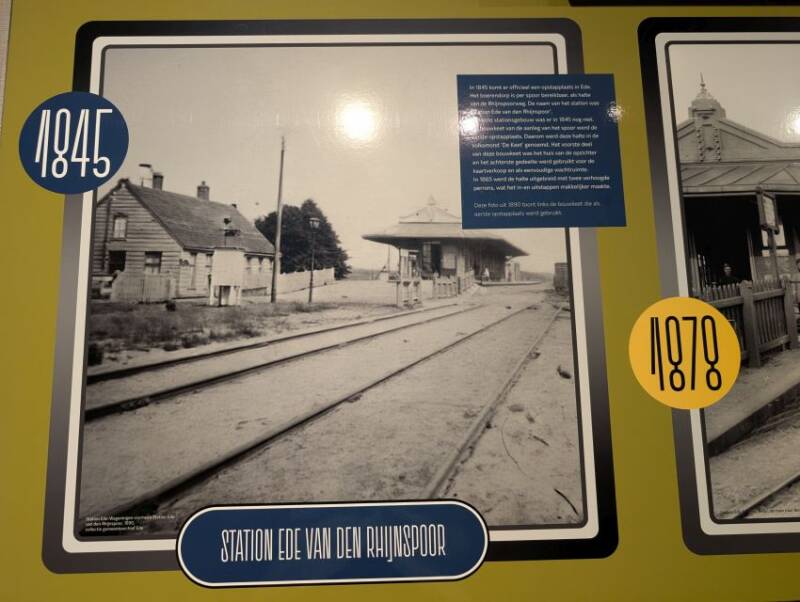 1845
In 1845 komt er officieel een opstapplaats in Ede.
Het boerendorp is per spoor bereikbaar, als halte
van de Rhijnspoorweg. De naam van het station was
'Station Ede van den Rhijnspoor'.
stationsgebouw was er in 1845 nog niet.
bouwkeet van de aanleg van het spoor werd de
eerste opstapplaats. Daarom werd deze halte in de
volksmond 'De Keet' genoemd. Het voorste deel
van deze bouwkeet was het huis van de opzichter
en het achterste gedeelte werd gebruikt voor de
kaartverkoop en als eenvoudige wachtruimte.
In 1865 werd de halte uitgebreid met twee verhoogde
perrons, wat het in-en uitstappen makkelijker maakte.
Deze foto uit 1890 toont links de bouwkeet die als
eerste opstapplaats werd gebruikt.
1878
van den Rhijnspoor, 1890,
STATION EDE VAN DEN RHIJNSPOOR